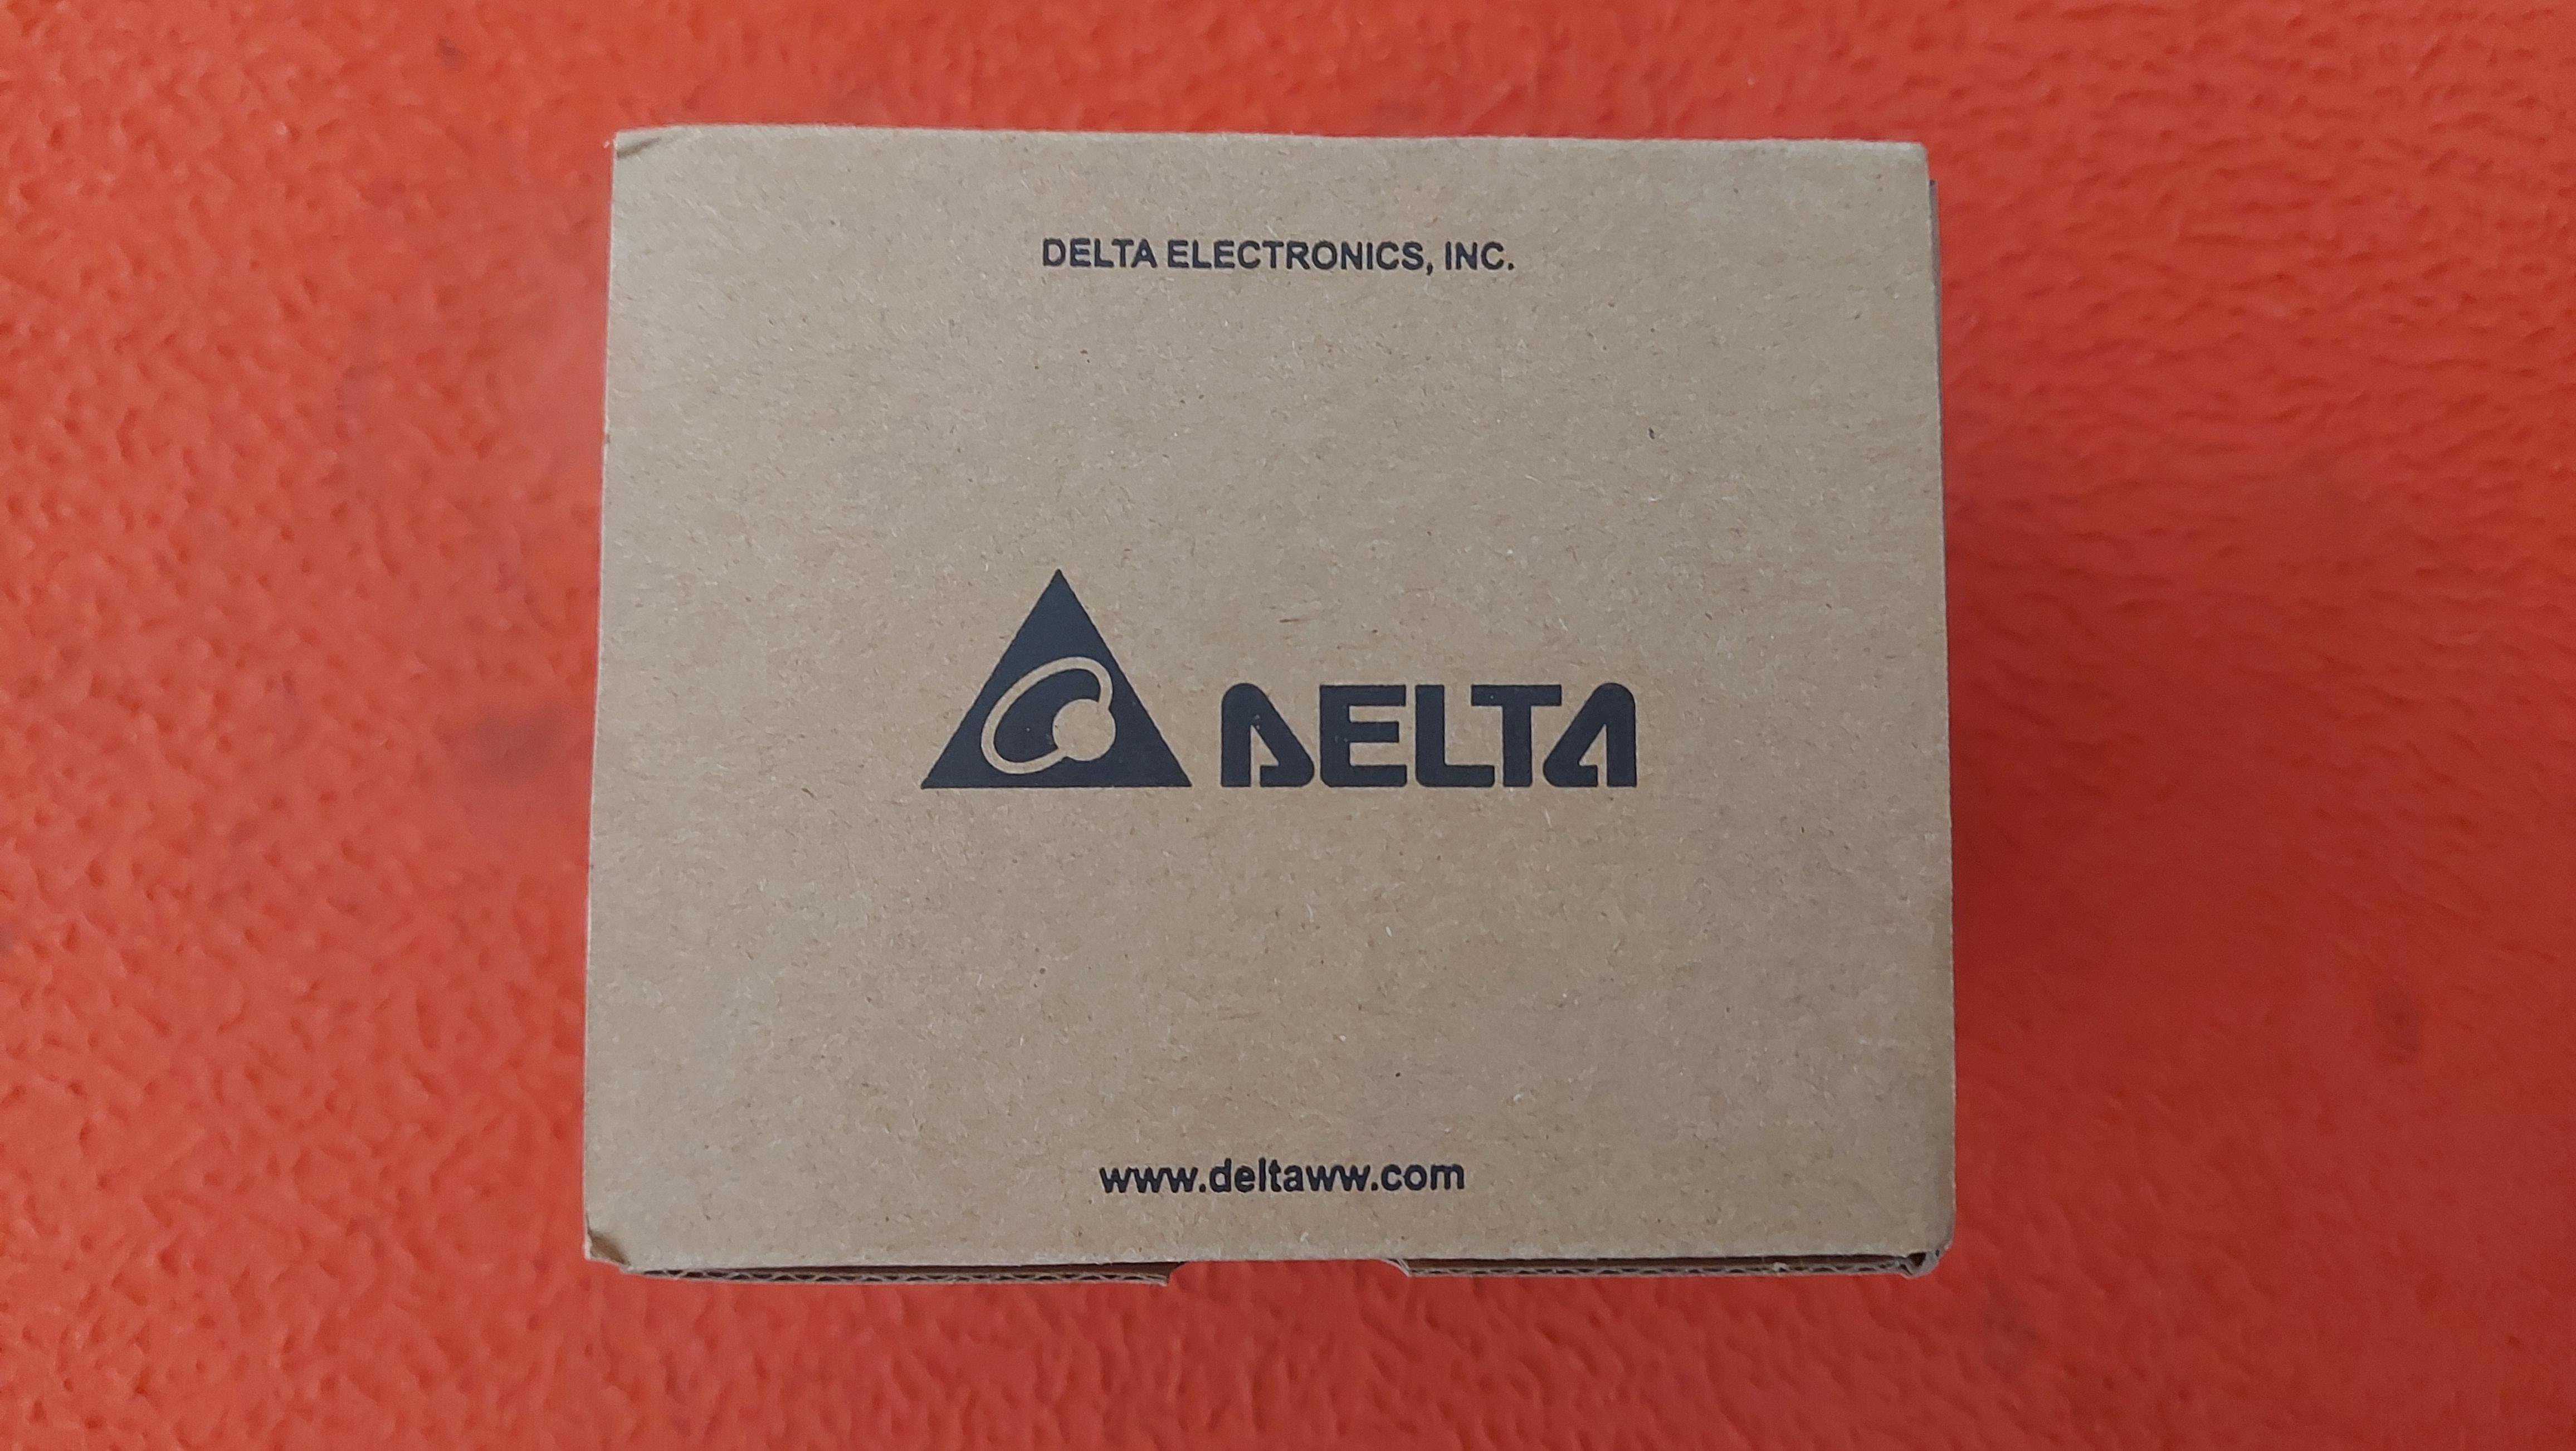 DELTA ELECTRONICS, INC.
DELTA
www.deltaww.com